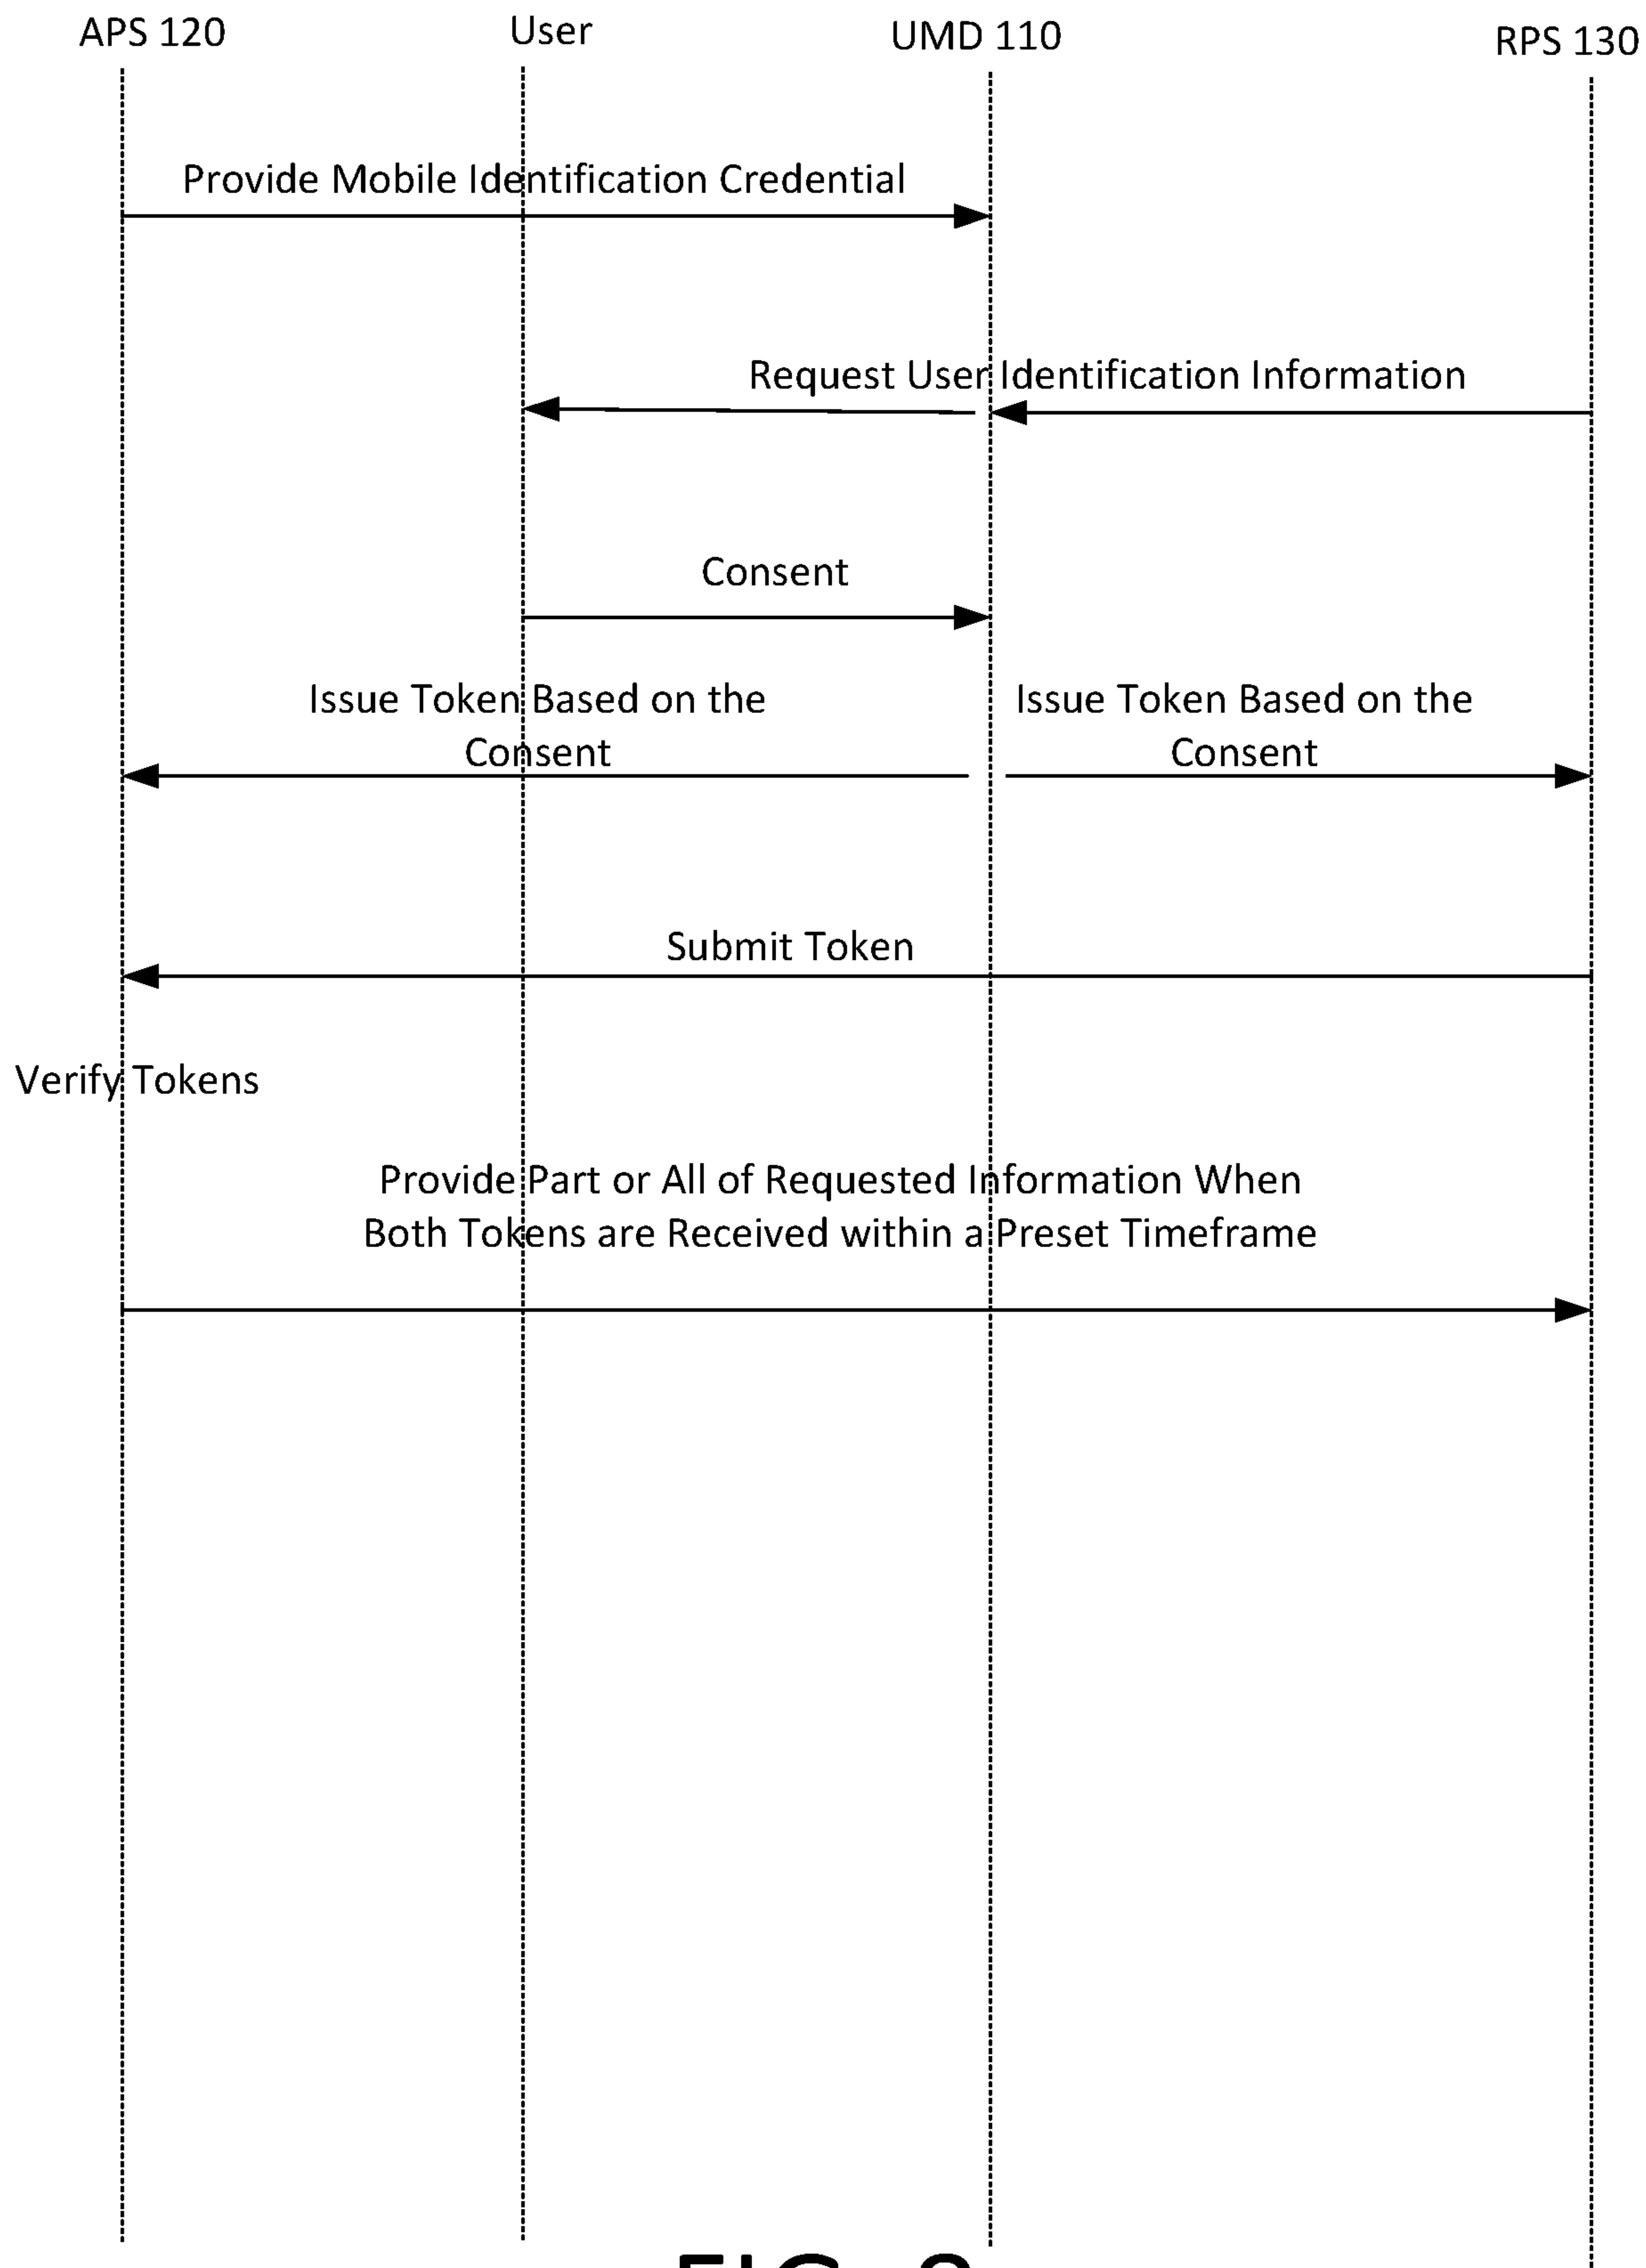 APS 120
User
UMD 110
RPS 130
Provide Mobile Identification Credential
Request User Identification Information
Consent
Issue Token Based on the
Consent
Issue Token Based on the
Consent
Submit Token
Verify Tokens
Provide Part or All of Requested Information When
Both Tokens are Received within a Preset Timeframe
FIG.